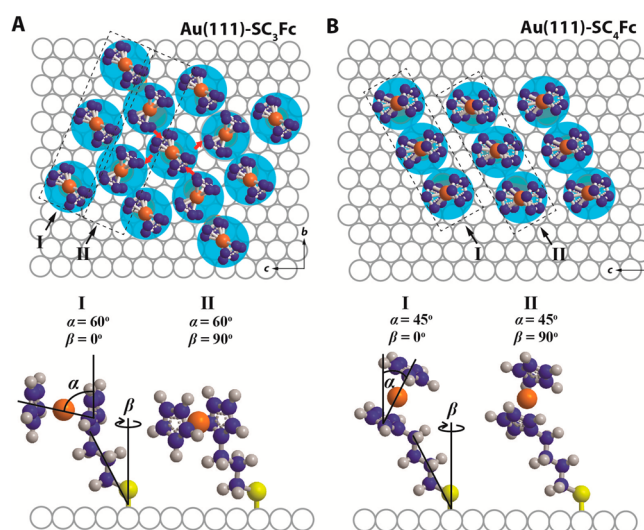 A
Au(111)-SC₃Fc
I
II
b
c
I
α = 60°
β = 0°
II
α = 60°
β = 90°
α
β
B
Au(111)-SC₄Fc
I
II
c
I
α = 45°
β = 0°
II
α = 45°
β = 90°
α
β